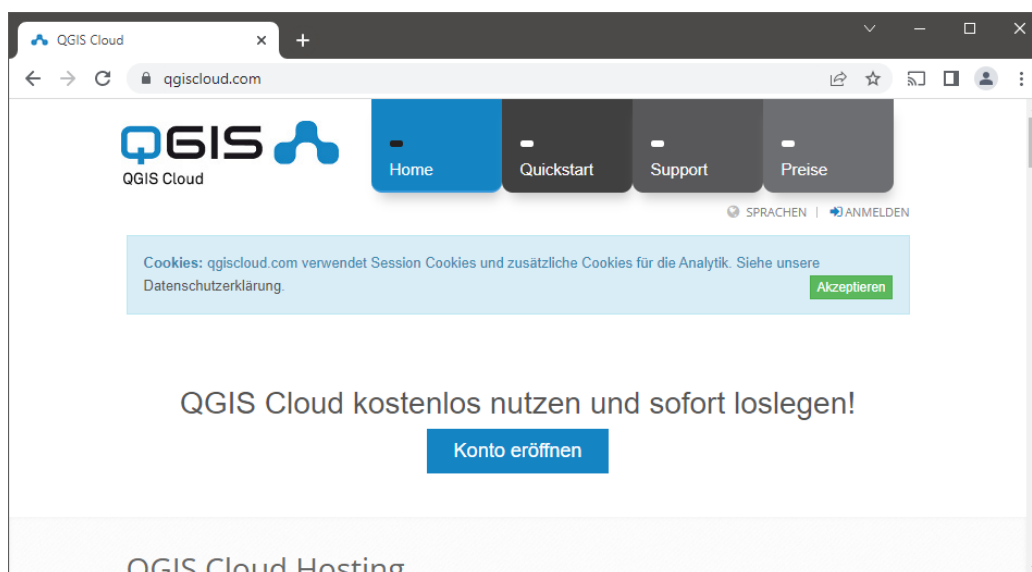 QGIS Cloud
qgiscloud.com
QGIS
QGIS Cloud
Home
Quickstart
Support
Preise
SPRACHEN | ANMELDEN
Cookies: qgiscloud.com verwendet Session Cookies und zusätzliche Cookies für die Analytik. Siehe unsere
Datenschutzerklärung.
Akzeptieren
QGIS Cloud kostenlos nutzen und sofort loslegen!
Konto eröffnen
QGIS Cloud Hosting